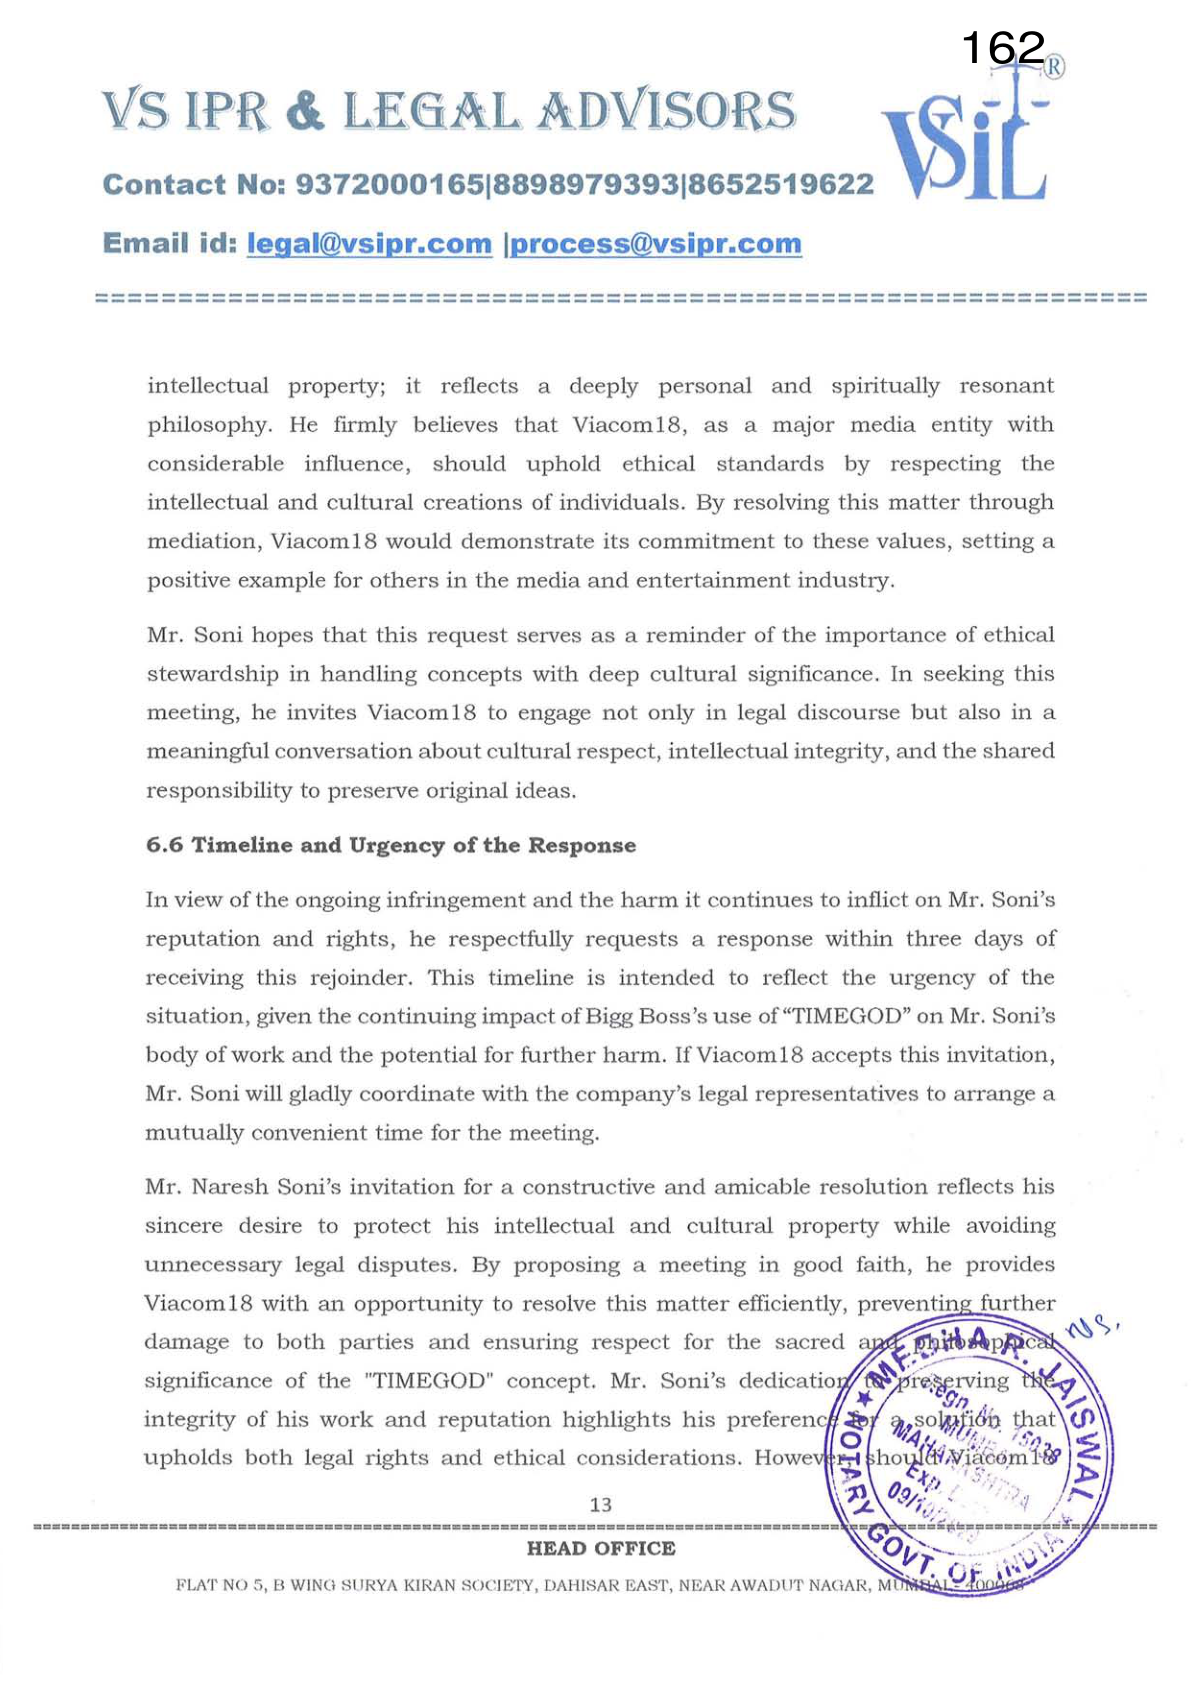 162
VS IPR & LEGAL ADVISORS
VSiL ®
Contact No: 9372000165|8898979393|8652519622
Email id: legal@vsipr.com |process@vsipr.com
================================================================
intellectual property; it reflects a deeply personal and spiritually resonant
philosophy. He firmly believes that Viacom18, as a major media entity with
considerable influence, should uphold ethical standards by respecting the
intellectual and cultural creations of individuals. By resolving this matter through
mediation, Viacom18 would demonstrate its commitment to these values, setting a
positive example for others in the media and entertainment industry.
Mr. Soni hopes that this request serves as a reminder of the importance of ethical
stewardship in handling concepts with deep cultural significance. In seeking this
meeting, he invites Viacom18 to engage not only in legal discourse but also in a
meaningful conversation about cultural respect, intellectual integrity, and the shared
responsibility to preserve original ideas.
6.6 Timeline and Urgency of the Response
In view of the ongoing infringement and the harm it continues to inflict on Mr. Soni’s
reputation and rights, he respectfully requests a response within three days of
receiving this rejoinder. This timeline is intended to reflect the urgency of the
situation, given the continuing impact of Bigg Boss’s use of “TIMEGOD” on Mr. Soni’s
body of work and the potential for further harm. If Viacom18 accepts this invitation,
Mr. Soni will gladly coordinate with the company’s legal representatives to arrange a
mutually convenient time for the meeting.
Mr. Naresh Soni’s invitation for a constructive and amicable resolution reflects his
sincere desire to protect his intellectual and cultural property while avoiding
unnecessary legal disputes. By proposing a meeting in good faith, he provides
Viacom18 with an opportunity to resolve this matter efficiently, preventing further
damage to both parties and ensuring respect for the sacred and philosophical
significance of the "TIMEGOD" concept. Mr. Soni’s dedication to preserving the
integrity of his work and reputation highlights his preference for a solution that
upholds both legal rights and ethical considerations. However, should Viacom18
NS.
MEGHA R. JAISWAL
GOVT. OF INDIA
Regn. No.
MUMBAI
MAHARASHTRA
Exp.
13
HEAD OFFICE
FLAT NO 5, B WING SURYA KIRAN SOCIETY, DAHISAR EAST, NEAR AWADUT NAGAR, MUMBAI- 400068